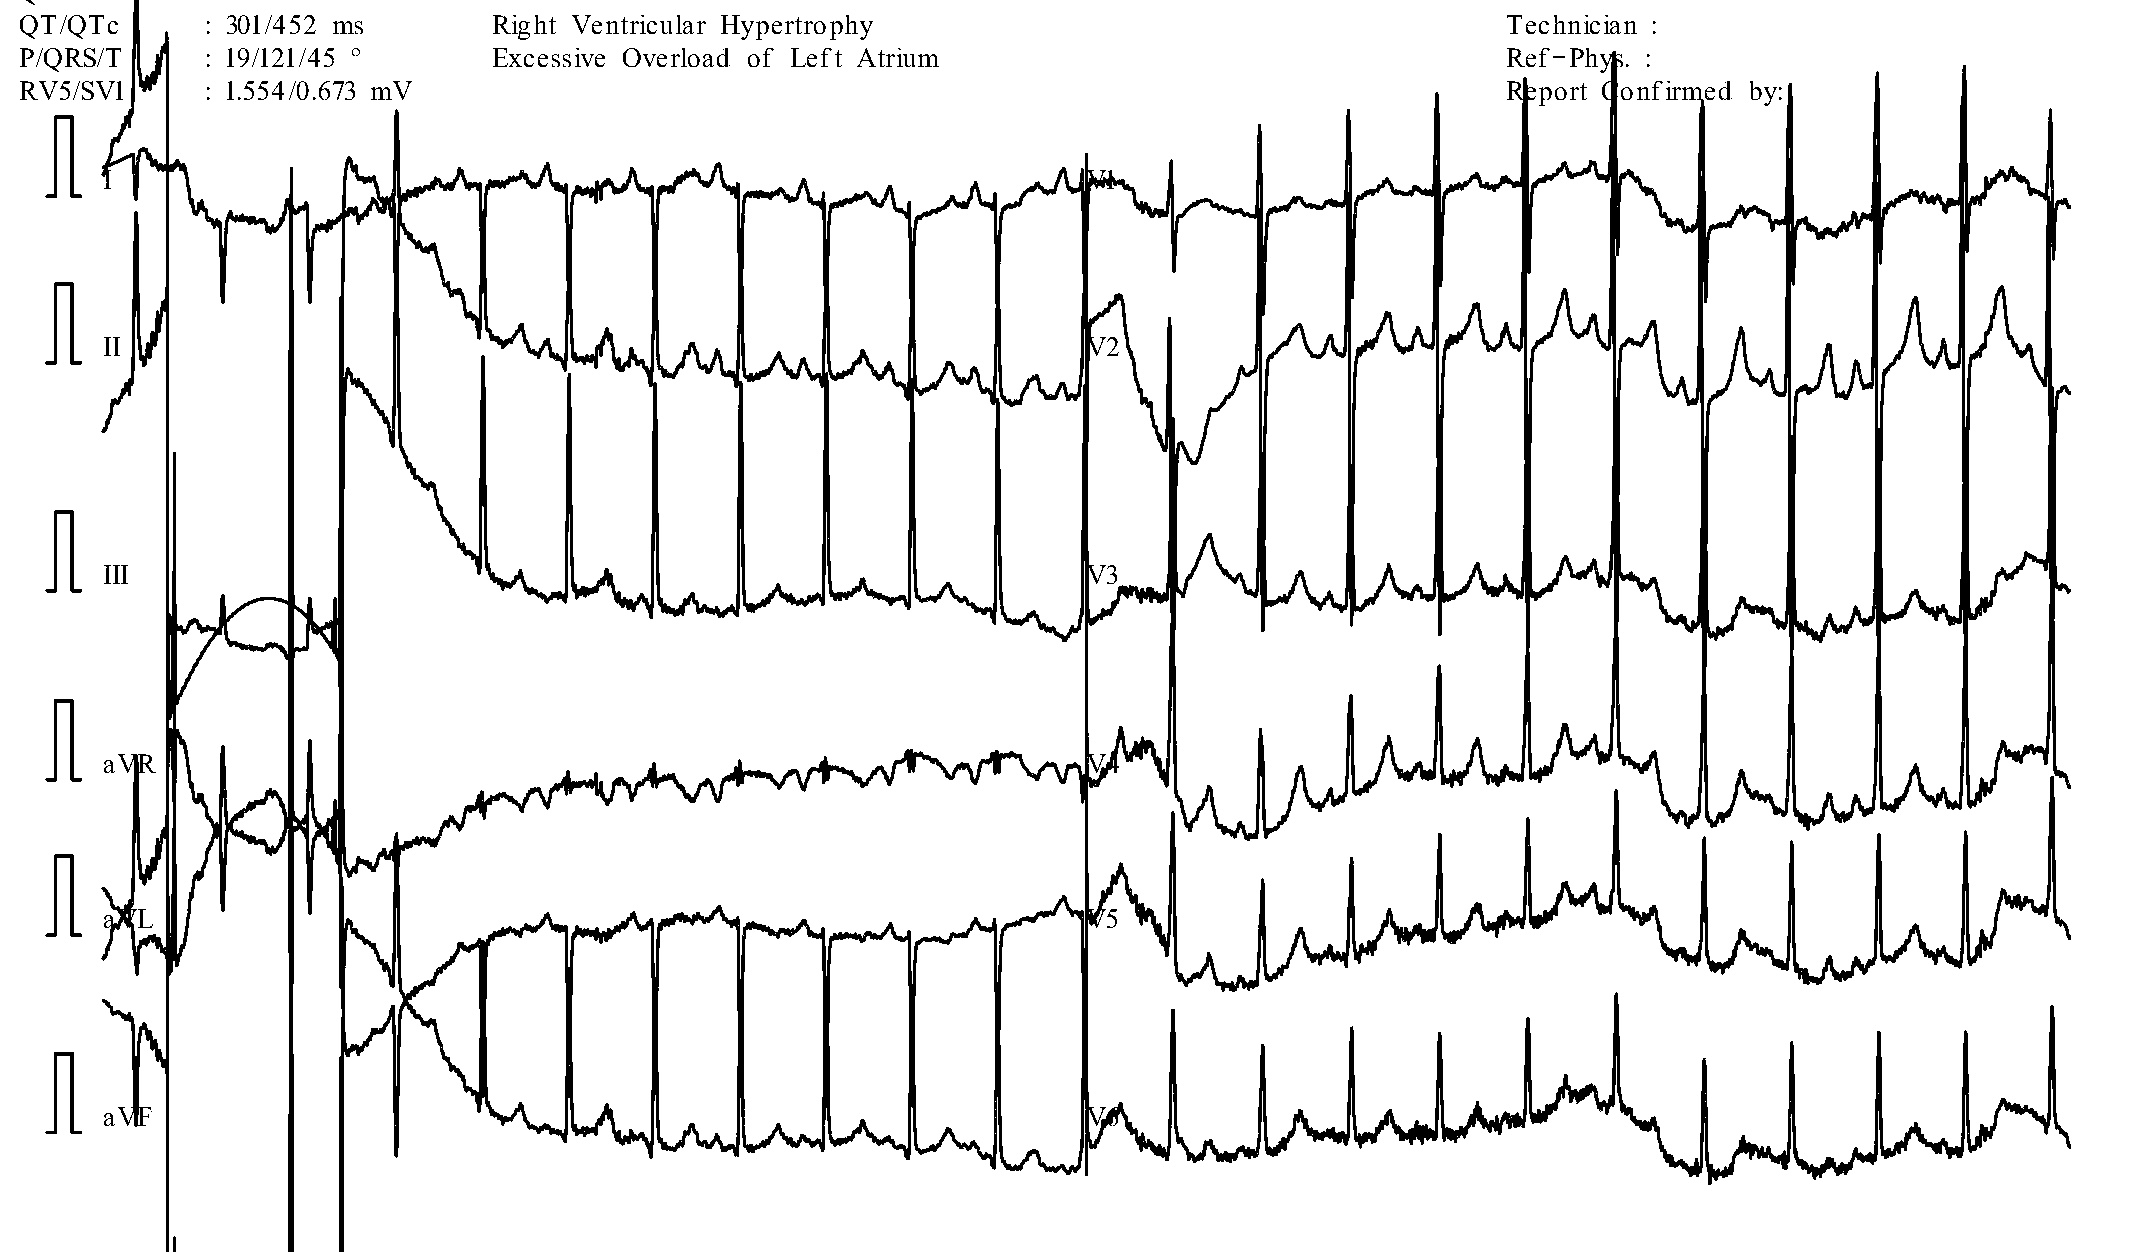 QT/QTc : 301/452 ms Right Ventricular Hypertrophy Technician :
P/QRS/T : 19/121/45 ° Excessive Overload of Left Atrium Ref-Phys. :
RV5/SV1 : 1.554/0.673 mV Report Confirmed by:
I V1
II V2
III V3
aVR V4
aVL V5
aVF V6